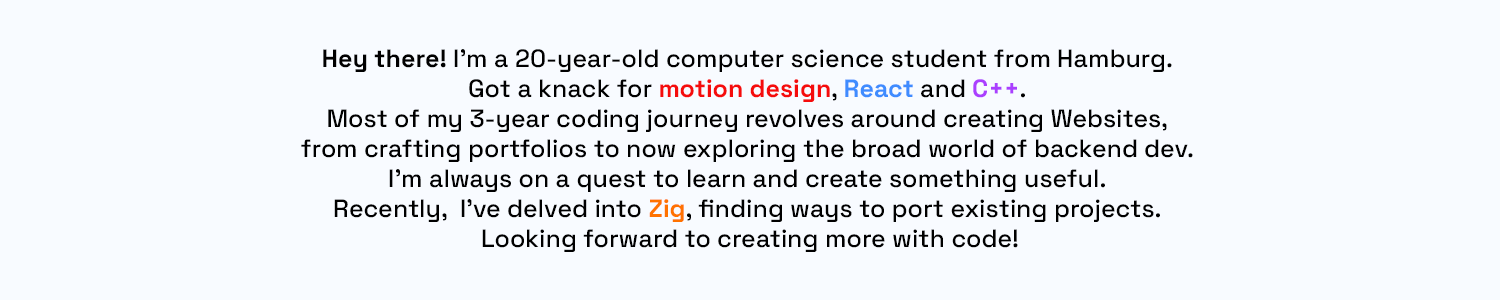 Hey there! I'm a 20-year-old computer science student from Hamburg.
Got a knack for motion design, React and C++.
Most of my 3-year coding journey revolves around creating Websites,
from crafting portfolios to now exploring the broad world of backend dev.
I'm always on a quest to learn and create something useful.
Recently,  I've delved into Zig, finding ways to port existing projects.
Looking forward to creating more with code!